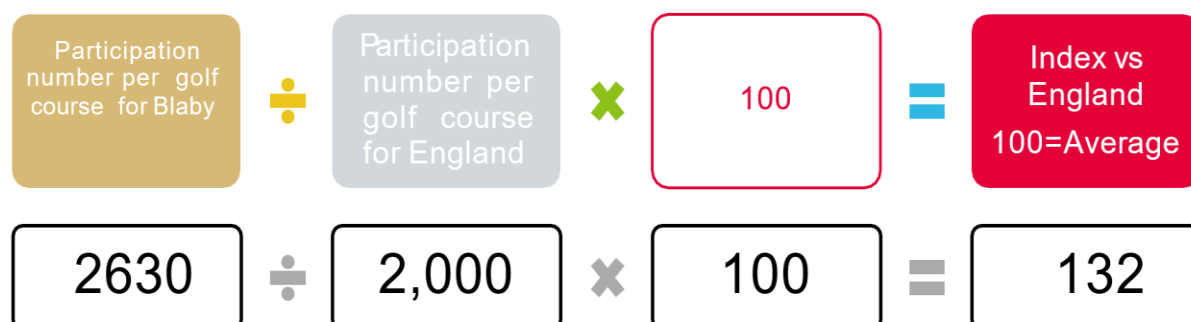 Participation
number per golf
course for Blaby
÷
Participation
number per
golf course
for England
×
100
=
Index vs
England
100=Average
2630 ÷ 2,000 × 100 = 132